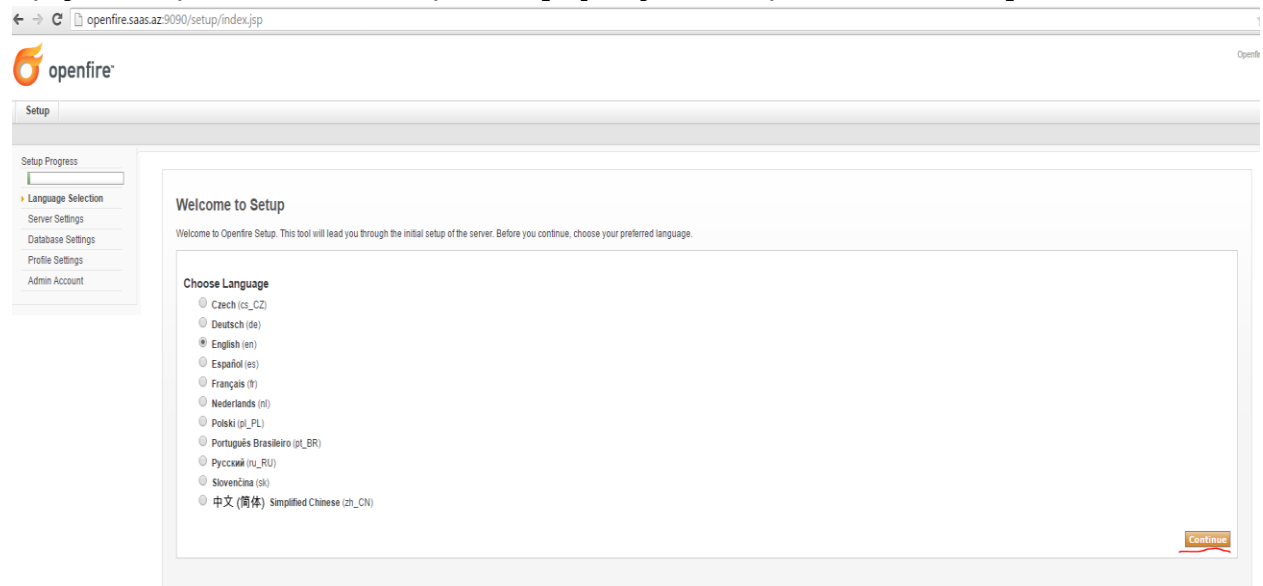 openfire.saas.az:9090/setup/index.jsp
openfire
Setup
Setup Progress
Language Selection
Server Settings
Database Settings
Profile Settings
Admin Account
Welcome to Setup
Welcome to Openfire Setup. This tool will lead you through the initial setup of the server. Before you continue, choose your preferred language.
Choose Language
Czech (cs_CZ)
Deutsch (de)
English (en)
Español (es)
Français (fr)
Nederlands (nl)
Polski (pl_PL)
Português Brasileiro (pt_BR)
Русский (ru_RU)
Slovenčina (sk)
中文 (简体) Simplified Chinese (zh_CN)
Continue